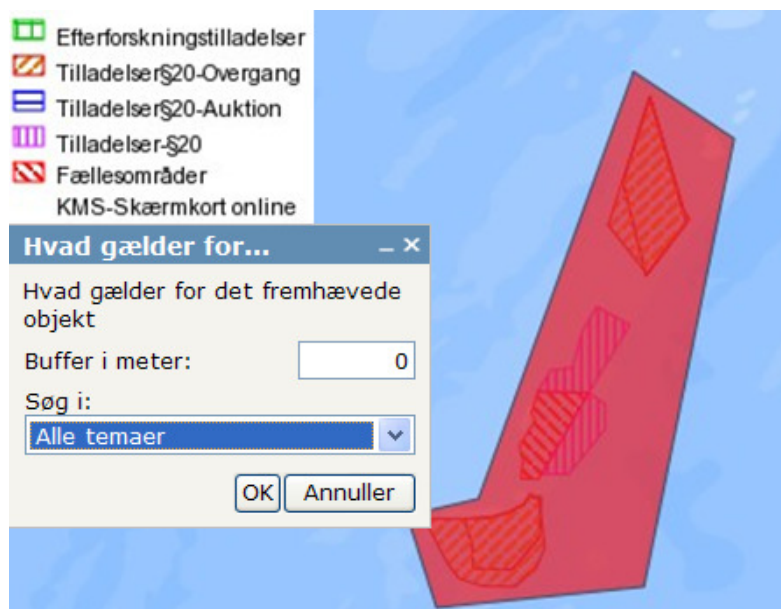 Efterforskningstilladelser
Tilladelser§20-Overgang
Tilladelser§20-Auktion
Tilladelser-§20
Fællesområder
KMS-Skærmkort online
Hvad gælder for...
Hvad gælder for det fremhævede
objekt
Buffer i meter: 0
Søg i:
Alle temaer
OK Annuller